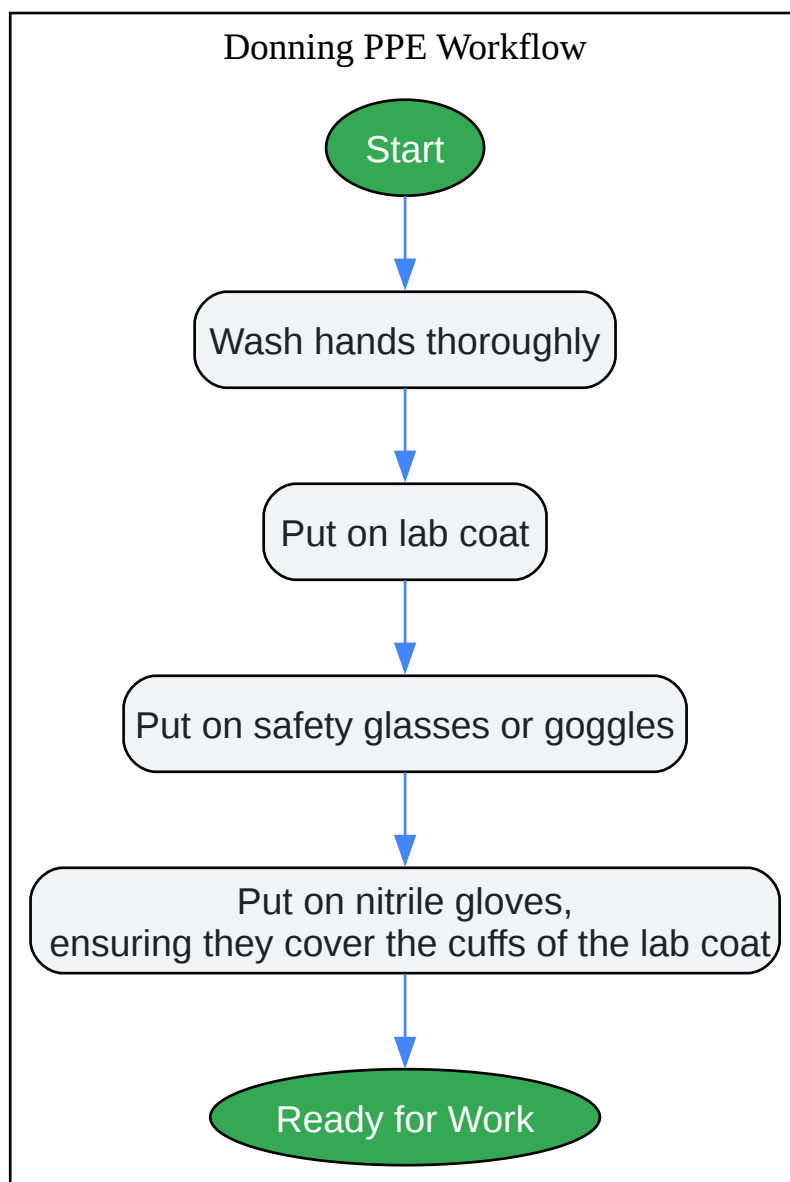 Donning PPE Workflow
Start
Wash hands thoroughly
Put on lab coat
Put on safety glasses or goggles
Put on nitrile gloves,
ensuring they cover the cuffs of the lab coat
Ready for Work